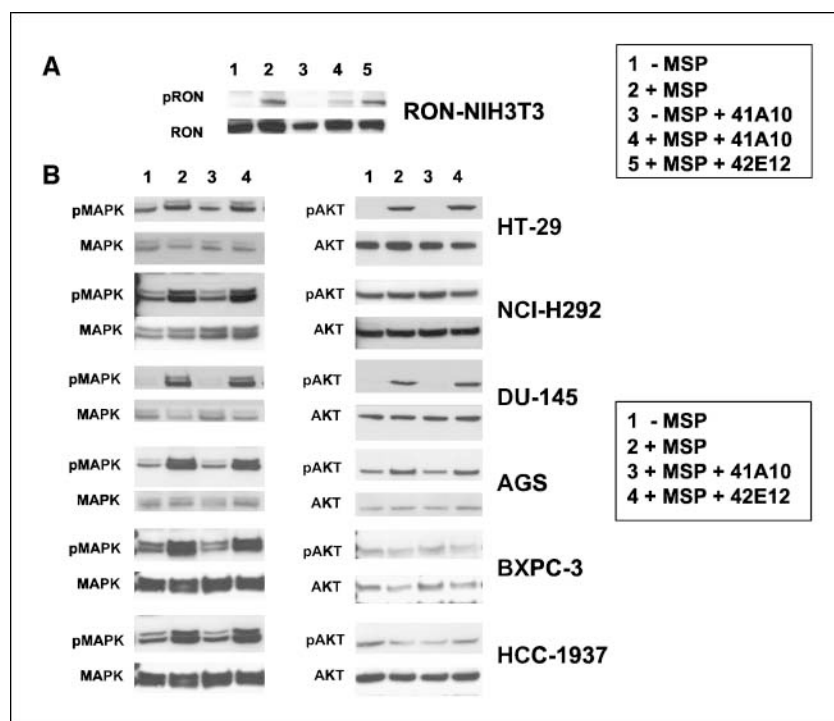 A
1 2 3 4 5
pRON
RON
RON-NIH3T3
1 - MSP
2 + MSP
3 - MSP + 41A10
4 + MSP + 41A10
5 + MSP + 42E12
B
1 2 3 4
pMAPK
MAPK
1 2 3 4
pAKT
AKT
HT-29
pMAPK
MAPK
pAKT
AKT
NCI-H292
pMAPK
MAPK
pAKT
AKT
DU-145
pMAPK
MAPK
pAKT
AKT
AGS
pMAPK
MAPK
pAKT
AKT
BXPC-3
pMAPK
MAPK
pAKT
AKT
HCC-1937
1 - MSP
2 + MSP
3 + MSP + 41A10
4 + MSP + 42E12